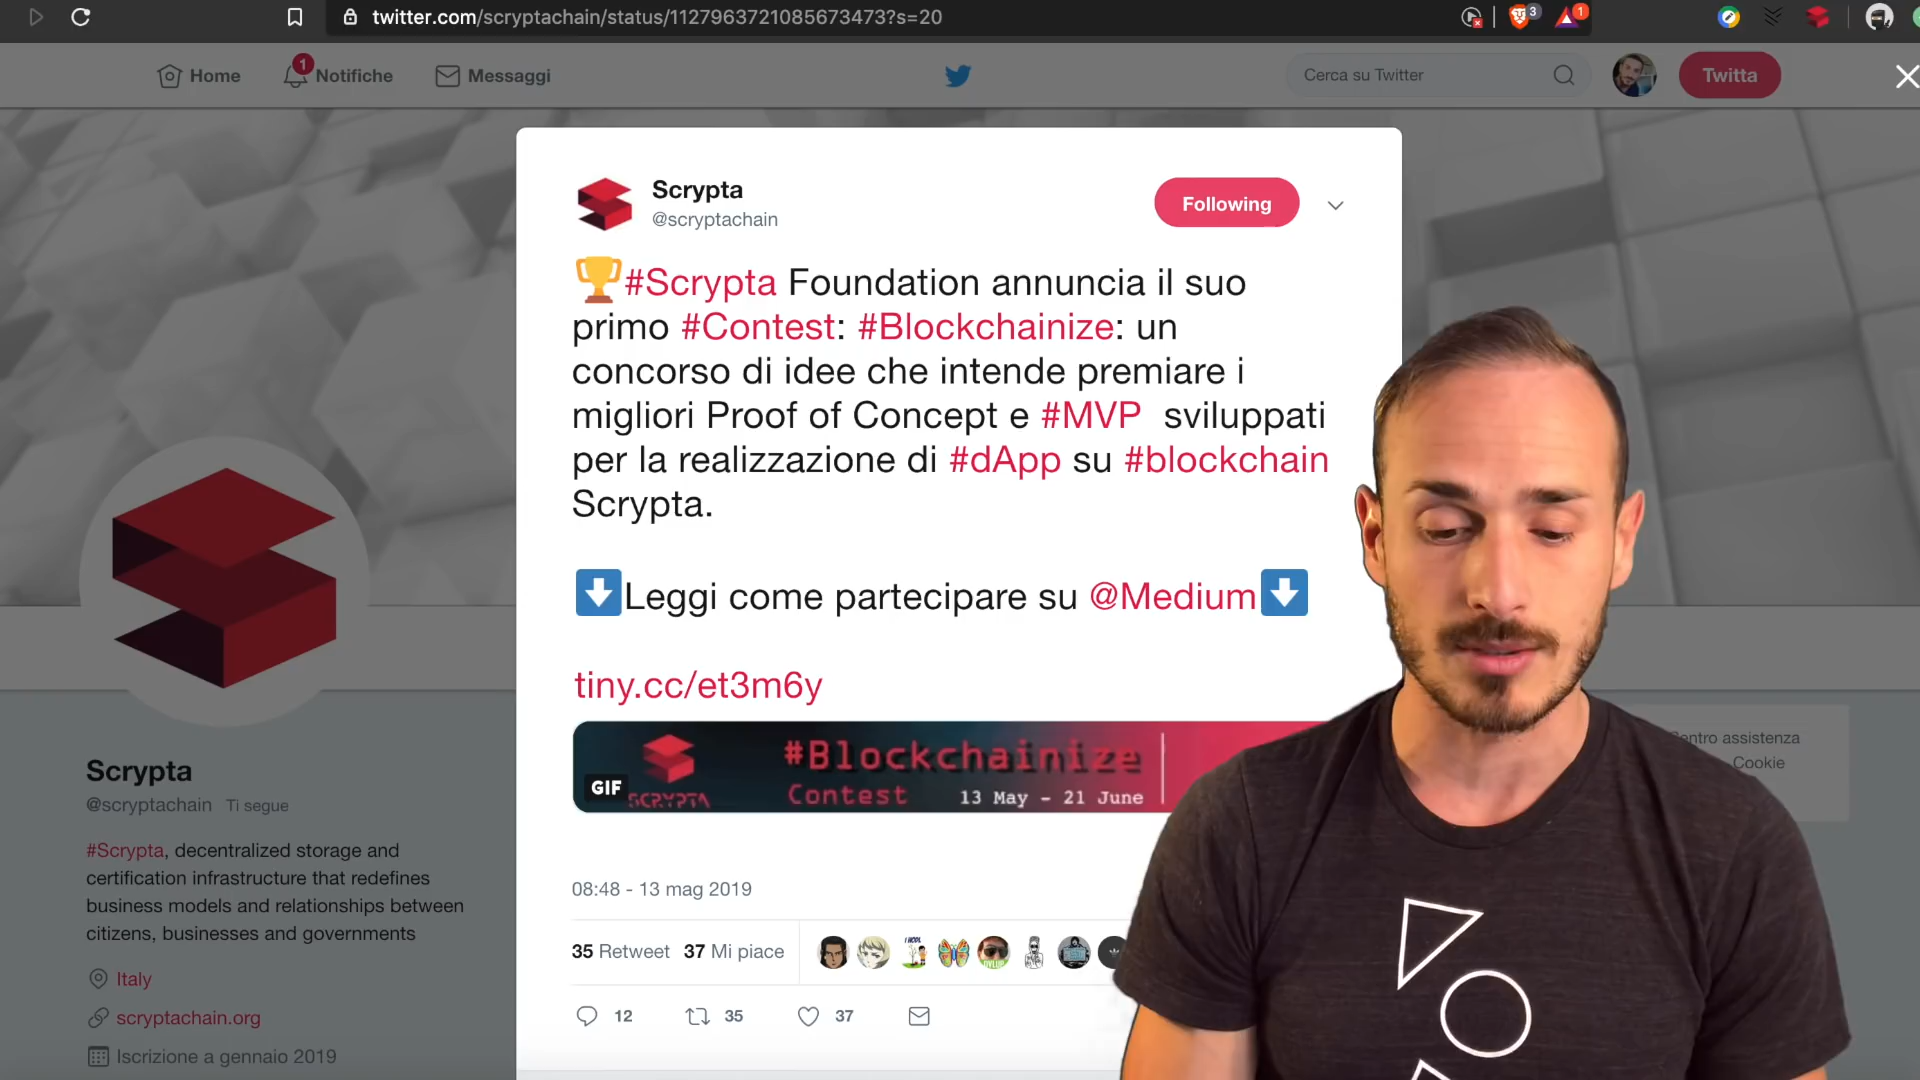 twitter.com/scryptachain/status/1127963721085673473?s=20
3
1
Home
1
Notifiche
Messaggi
Cerca su Twitter
Twitta
Scrypta
@scryptachain
Following
#Scrypta Foundation annuncia il suo
primo #Contest: #Blockchainize: un
concorso di idee che intende premiare i
migliori Proof of Concept e #MVP sviluppati
per la realizzazione di #dApp su #blockchain
Scrypta.
Leggi come partecipare su @Medium
tiny.cc/et3m6y
#Blockchainize
Contest 13 May - 21 June
GIF
SCRYPTA
08:48 - 13 mag 2019
35 Retweet 37 Mi piace
12 35 37
Scrypta
@scryptachain Ti segue
#Scrypta, decentralized storage and
certification infrastructure that redefines
business models and relationships between
citizens, businesses and governments
Italy
scryptachain.org
Iscrizione a gennaio 2019
assistenza
Cookie